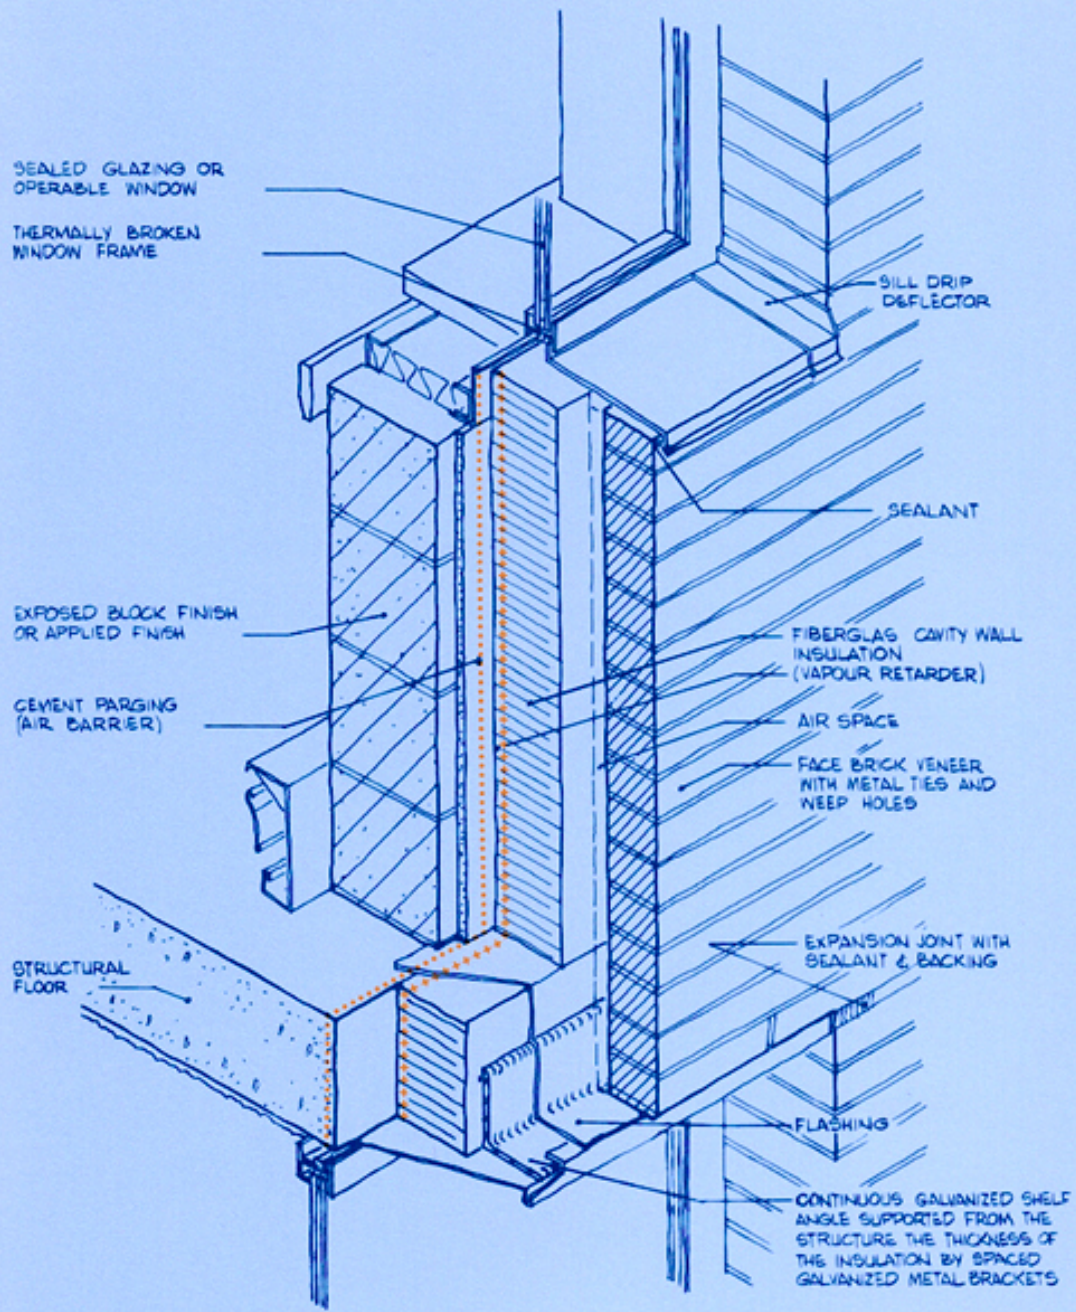 SEALED GLAZING OR
OPERABLE WINDOW
THERMALLY BROKEN
WINDOW FRAME
SILL DRIP
DEFLECTOR
SEALANT
EXPOSED BLOCK FINISH
OR APPLIED FINISH
CEMENT PARGING
(AIR BARRIER)
FIBERGLAS CAVITY WALL
INSULATION
(VAPOUR RETARDER)
AIR SPACE
FACE BRICK VENEER
WITH METAL TIES AND
WEEP HOLES
STRUCTURAL
FLOOR
EXPANSION JOINT WITH
SEALANT & BACKING
FLASHING
CONTINUOUS GALVANIZED SHELF
ANGLE SUPPORTED FROM THE
STRUCTURE THE THICKNESS OF
THE INSULATION BY SPACED
GALVANIZED METAL BRACKETS